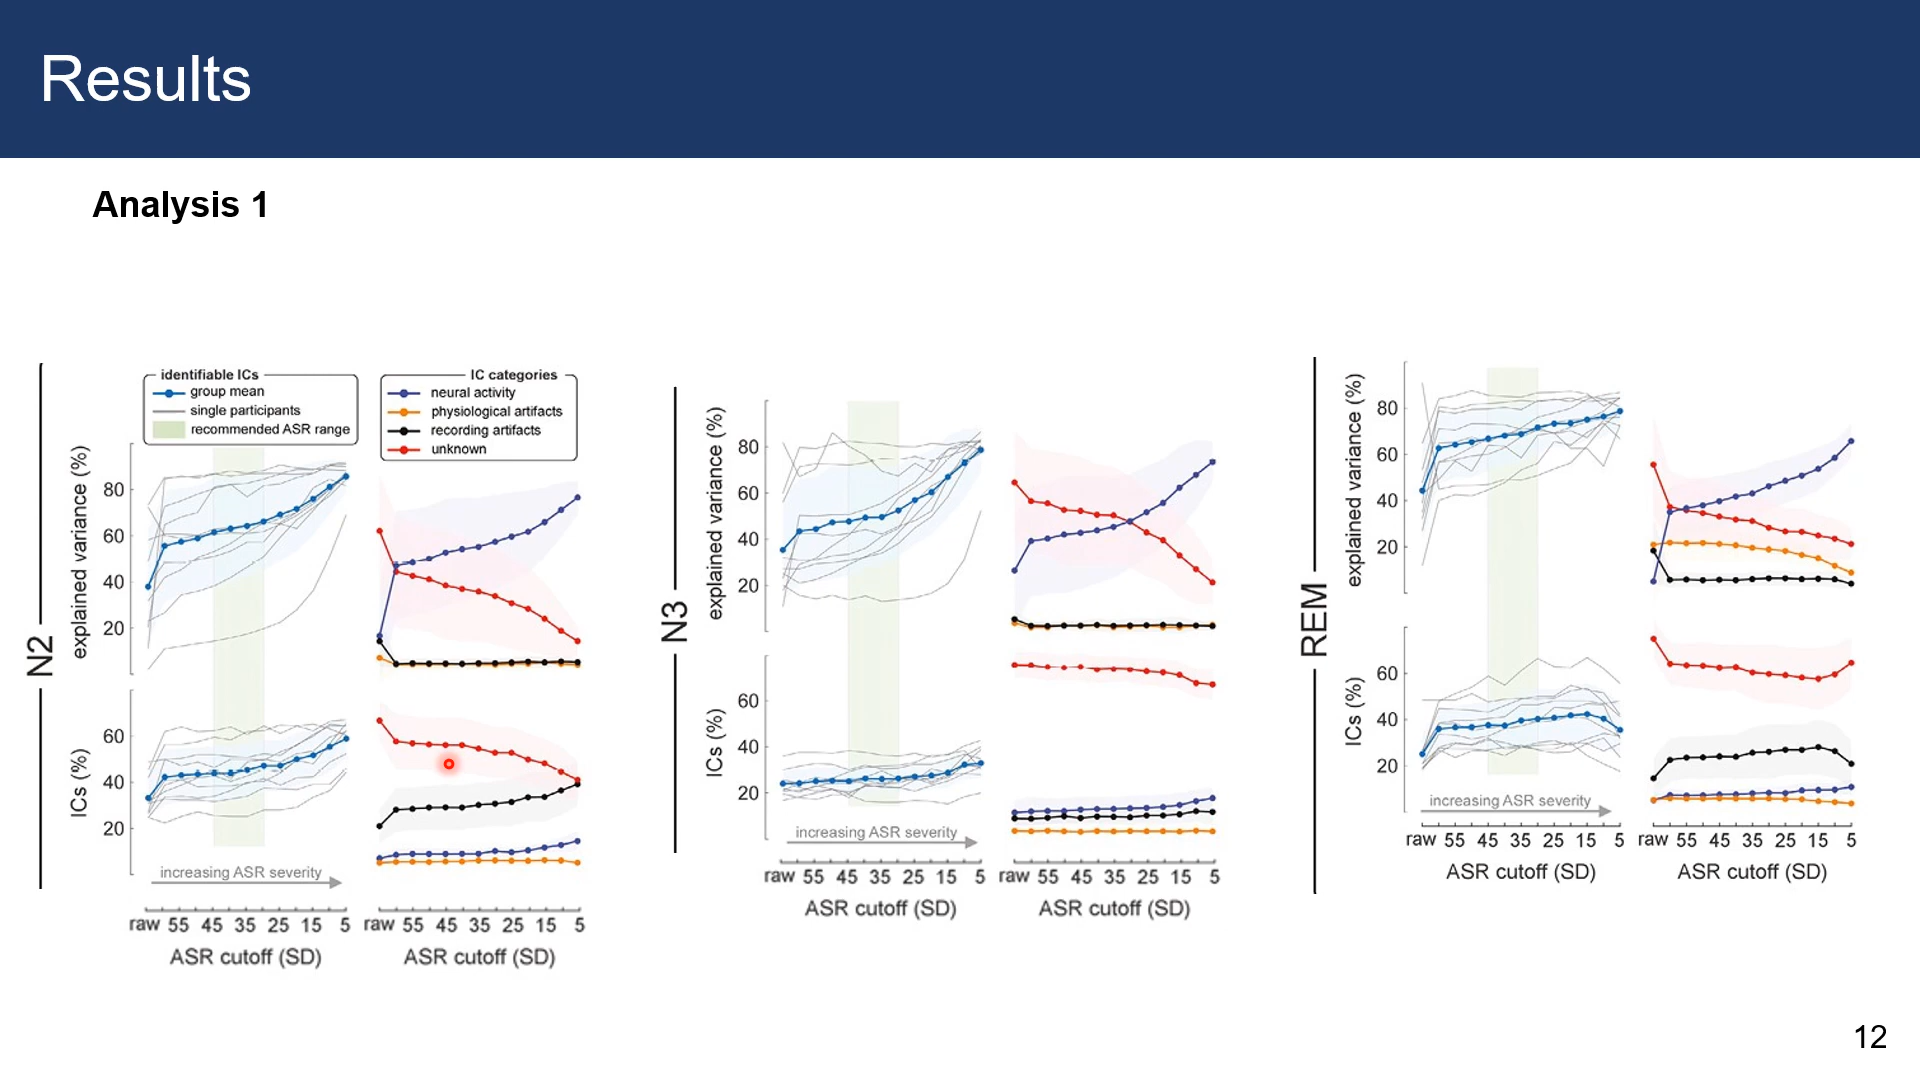 Results
Analysis 1
N2
identifiable ICs
group mean
single participants
recommended ASR range
IC categories
neural activity
physiological artifacts
recording artifacts
unknown
explained variance (%)
80
60
40
20
ICs (%)
60
40
20
increasing ASR severity
raw 55 45 35 25 15 5
ASR cutoff (SD)
raw 55 45 35 25 15 5
ASR cutoff (SD)
N3
explained variance (%)
80
60
40
20
ICs (%)
60
40
20
increasing ASR severity
raw 55 45 35 25 15 5
ASR cutoff (SD)
raw 55 45 35 25 15 5
ASR cutoff (SD)
REM
explained variance (%)
80
60
40
20
ICs (%)
60
40
20
increasing ASR severity
raw 55 45 35 25 15 5
ASR cutoff (SD)
raw 55 45 35 25 15 5
ASR cutoff (SD)
12